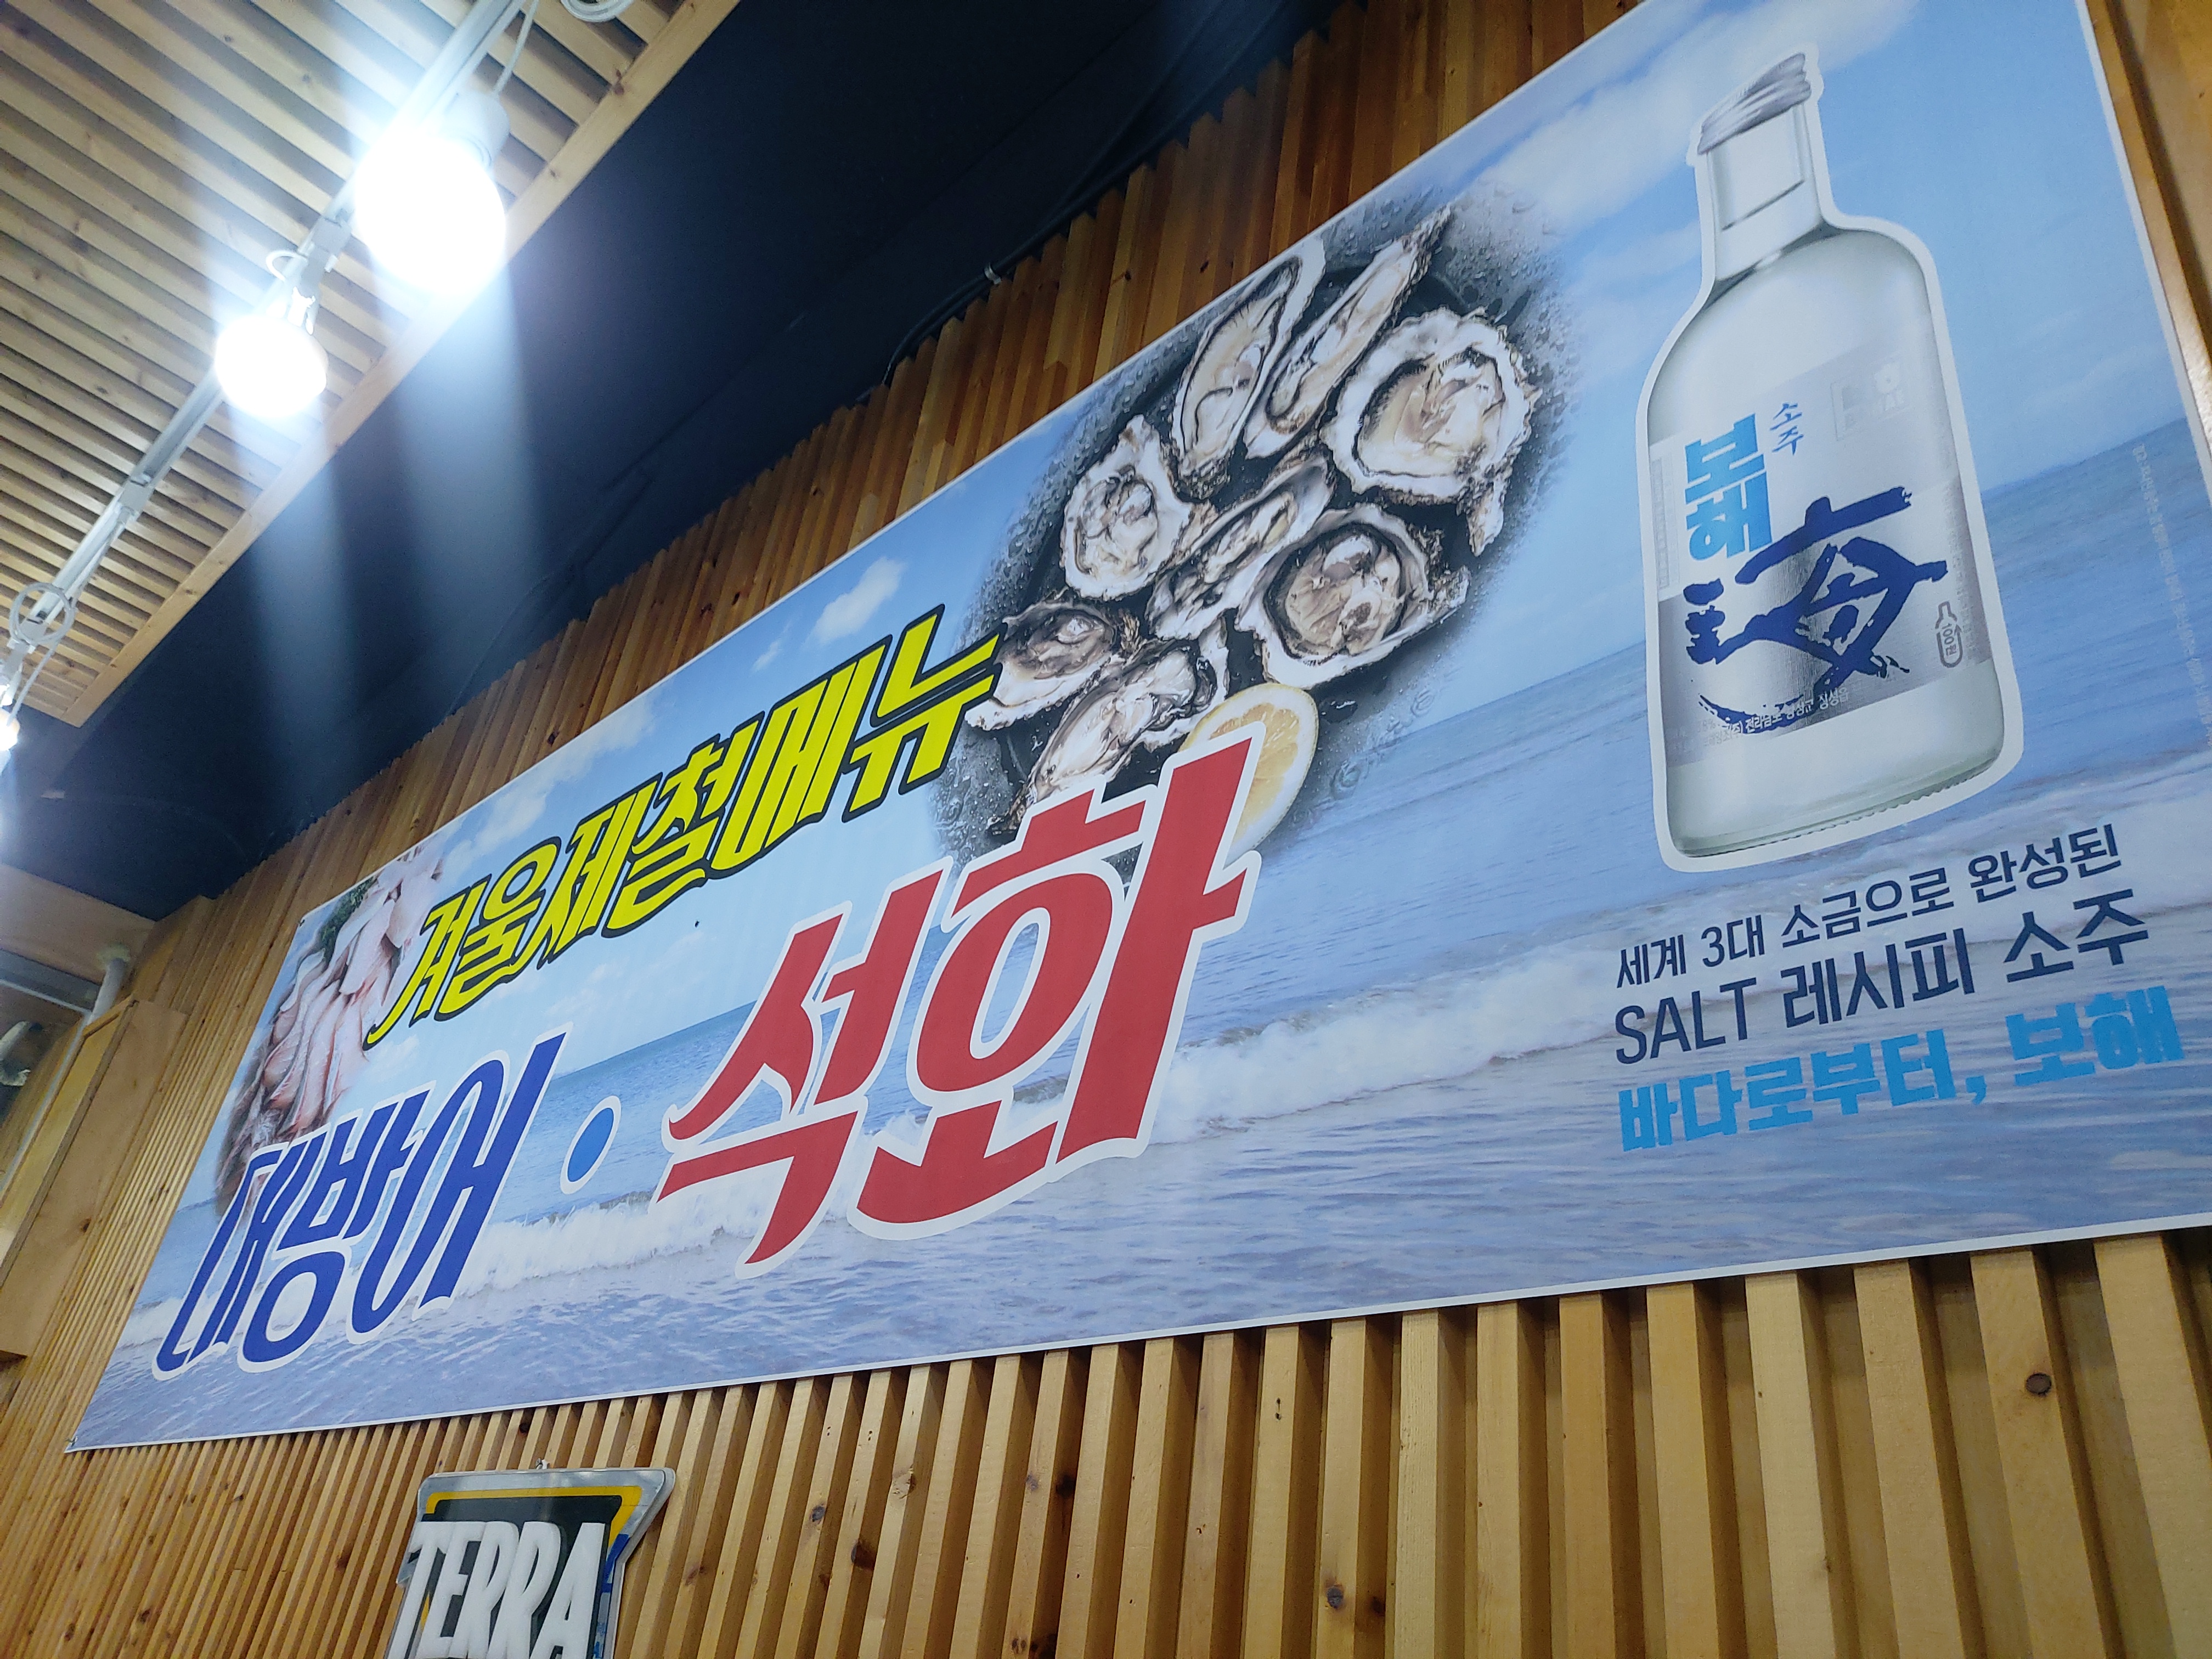 겨울제철메뉴
대방어 • 석화
소주
보해
海
세계 3대 소금으로 완성된
SALT 레시피 소주
바다로부터, 보해
TERRA